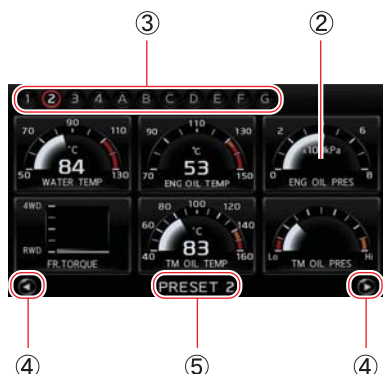 ③ ②
1 2 3 4 A B C D E F G
70 90 110
50 130
℃
84
WATER TEMP
90 110 130
70 150
℃
53
ENG OIL TEMP
2 4 6
0 8
x100kPa
ENG OIL PRES
4WD
RWD
FR.TORQUE
60 80 100 120 140
40 160
℃
83
TM OIL TEMP
Lo Hi
TM OIL PRES
PRESET 2
④ ⑤ ④